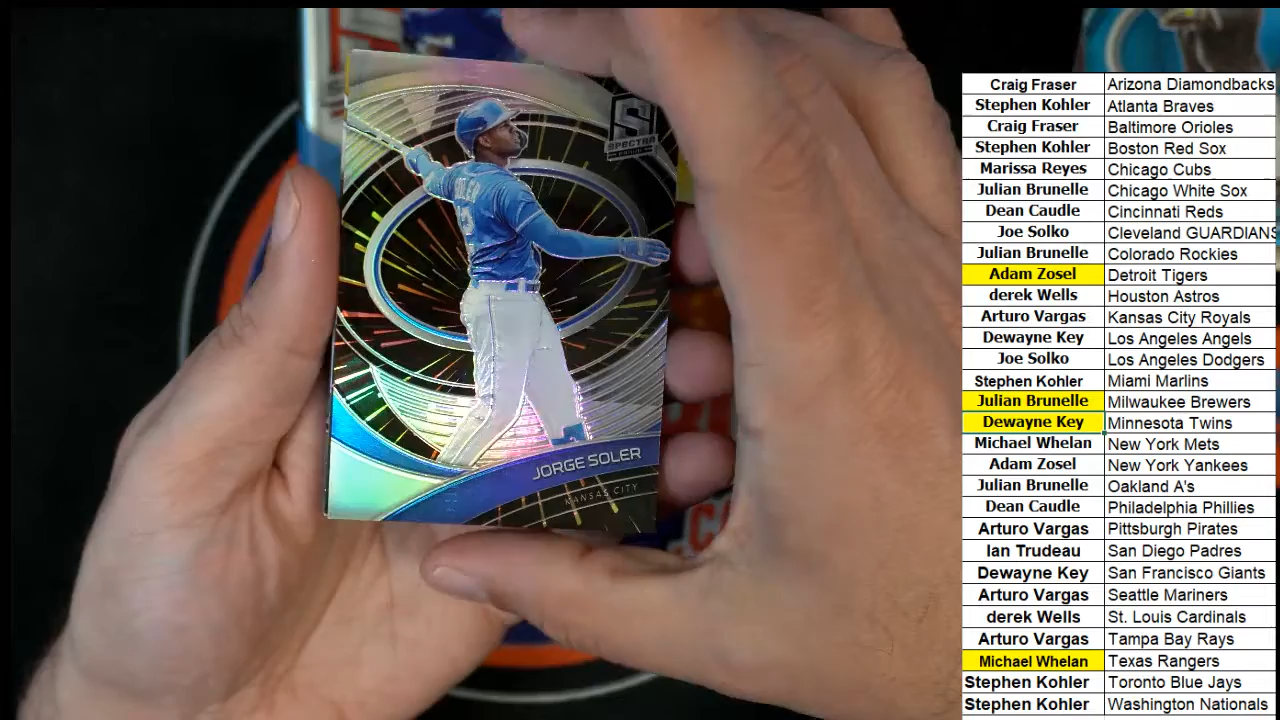 S
SPECTRA
PANINI
SOLER
JORGE SOLER
KANSAS CITY
Craig Fraser Arizona Diamondbacks
Stephen Kohler Atlanta Braves
Craig Fraser Baltimore Orioles
Stephen Kohler Boston Red Sox
Marissa Reyes Chicago Cubs
Julian Brunelle Chicago White Sox
Dean Caudle Cincinnati Reds
Joe Solko Cleveland GUARDIANS
Julian Brunelle Colorado Rockies
Adam Zosel Detroit Tigers
derek Wells Houston Astros
Arturo Vargas Kansas City Royals
Dewayne Key Los Angeles Angels
Joe Solko Los Angeles Dodgers
Stephen Kohler Miami Marlins
Julian Brunelle Milwaukee Brewers
Dewayne Key Minnesota Twins
Michael Whelan New York Mets
Adam Zosel New York Yankees
Julian Brunelle Oakland A's
Dean Caudle Philadelphia Phillies
Arturo Vargas Pittsburgh Pirates
Ian Trudeau San Diego Padres
Dewayne Key San Francisco Giants
Arturo Vargas Seattle Mariners
derek Wells St. Louis Cardinals
Arturo Vargas Tampa Bay Rays
Michael Whelan Texas Rangers
Stephen Kohler Toronto Blue Jays
Stephen Kohler Washington Nationals